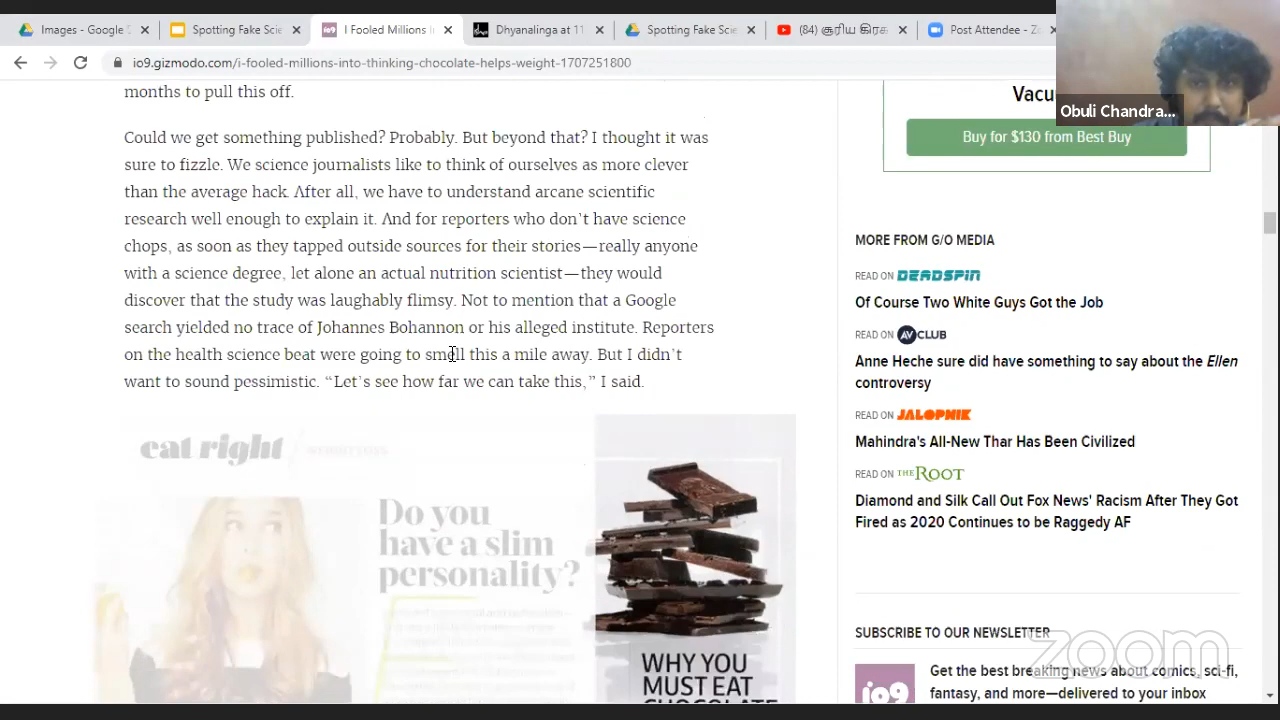 Images - Google
Spotting Fake Scie
I Fooled Millions I
Dhyanalinga at 11
Spotting Fake Scie
(84) சூரிய கிரக
Post Attendee - Z
io9.gizmodo.com/i-fooled-millions-into-thinking-chocolate-helps-weight-1707251800
Obuli Chandra...
months to pull this off.
Could we get something published? Probably. But beyond that? I thought it was
sure to fizzle. We science journalists like to think of ourselves as more clever
than the average hack. After all, we have to understand arcane scientific
research well enough to explain it. And for reporters who don't have science
chops, as soon as they tapped outside sources for their stories—really anyone
with a science degree, let alone an actual nutrition scientist—they would
discover that the study was laughably flimsy. Not to mention that a Google
search yielded no trace of Johannes Bohannon or his alleged institute. Reporters
on the health science beat were going to smell this a mile away. But I didn't
want to sound pessimistic. “Let's see how far we can take this,” I said.
eat right
WEIGHT LOSS
Do you
have a slim
personality?
WHY YOU
MUST EAT
CHOCOLATE
Vacu
Buy for $130 from Best Buy
MORE FROM G/O MEDIA
READ ON DEADSPIN
Of Course Two White Guys Got the Job
READ ON AV CLUB
Anne Heche sure did have something to say about the Ellen
controversy
READ ON JALOPNIK
Mahindra's All-New Thar Has Been Civilized
READ ON THE ROOT
Diamond and Silk Call Out Fox News' Racism After They Got
Fired as 2020 Continues to be Raggedy AF
SUBSCRIBE TO OUR NEWSLETTER
io9
Get the best breaking news about comics, sci-fi,
fantasy, and more—delivered to your inbox
zoom